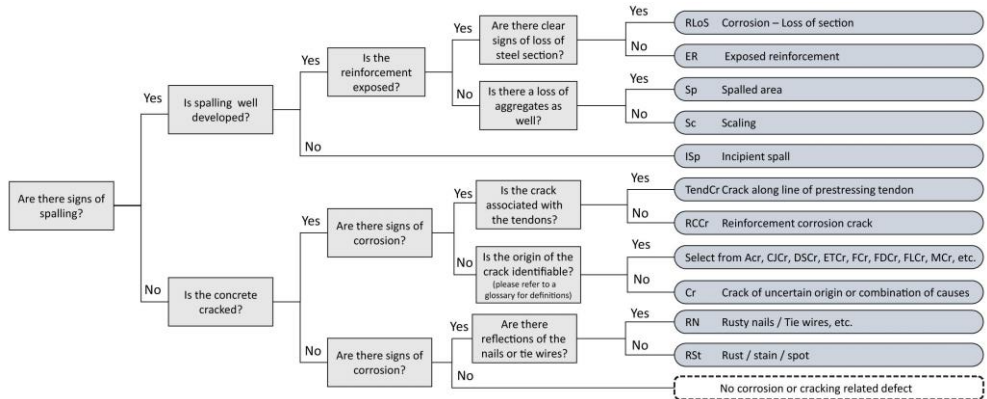 Are there signs of
spalling?
Yes
No
Is spalling well
developed?
Yes
No
Is the
reinforcement
exposed?
Yes
No
Are there clear
signs of loss of
steel section?
Yes
No
RLoS Corrosion – Loss of section
ER Exposed reinforcement
Is there a loss of
aggregates as
well?
Yes
No
Sp Spalled area
Sc Scaling
ISp Incipient spall
Is the concrete
cracked?
Yes
No
Are there signs of
corrosion?
Yes
No
Is the crack
associated with
the tendons?
Yes
No
TendCr Crack along line of prestressing tendon
RCCr Reinforcement corrosion crack
Is the origin of the
crack identifiable?
(please refer to a
glossary for definitions)
Yes
No
Select from Acr, CJCr, DSCr, ETCr, FCr, FDCr, FLCr, MCr, etc.
Cr Crack of uncertain origin or combination of causes
Are there signs of
corrosion?
Yes
No
Are there
reflections of the
nails or tie wires?
Yes
No
RN Rusty nails / Tie wires, etc.
RSt Rust / stain / spot
No corrosion or cracking related defect